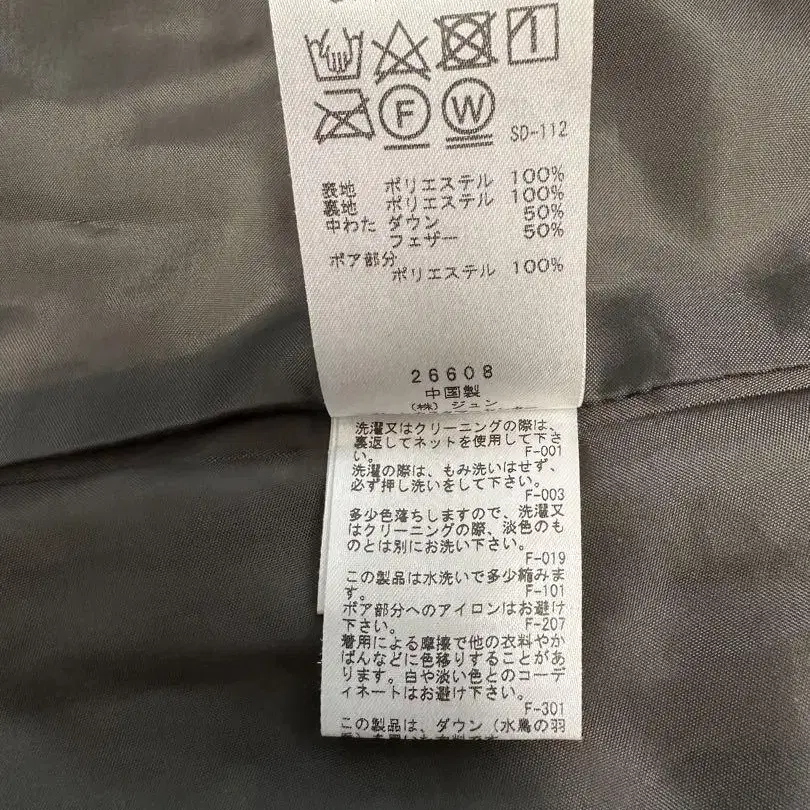 F W SD-112
表地 ポリエステル 100%
裏地 ポリエステル 100%
中わた ダウン 50%
フェザー 50%
ボア部分
ポリエステル 100%
26608
中国製
(株) ジュン
洗濯又はクリーニングの際は、
裏返してネットを使用して下さ
い。 F-001
洗濯の際は、もみ洗いはせず、
必ず押し洗いをして下さい。
F-003
多少色落ちしますので、洗濯又
はクリーニングの際、淡色のも
のとは別にお洗い下さい。
F-019
この製品は水洗いで多少縮みま
す。 F-101
ボア部分へのアイロンはお避け
下さい。 F-207
着用による摩擦で他の衣料やか
ばんなどに色移りすることがあ
ります。白や淡い色とのコーデ
ィネートはお避け下さい。
F-301
この製品は、ダウン(水鳥の羽